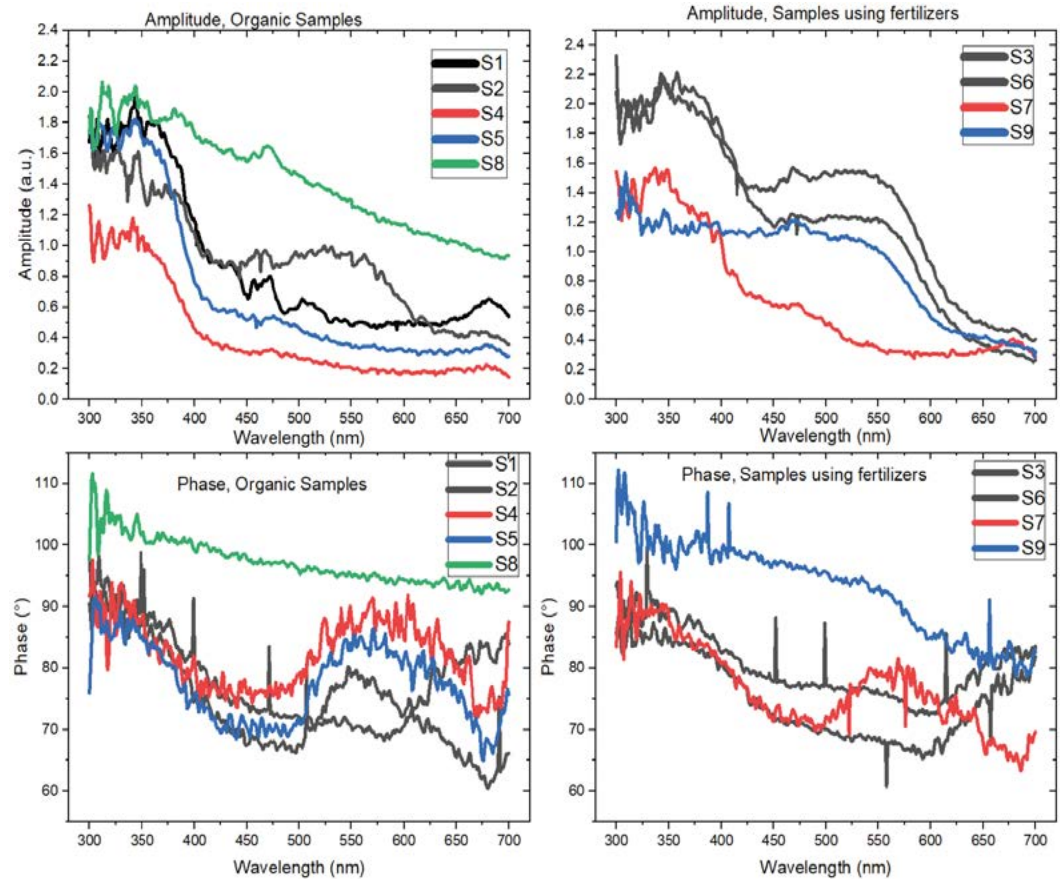 Amplitude, Organic Samples
2.4
2.2
2.0
1.8
1.6
1.4
1.2
1.0
0.8
0.6
0.4
0.2
0.0
Amplitude (a.u.)
S1
S2
S4
S5
S8
300 350 400 450 500 550 600 650 700
Wavelength (nm)
Amplitude, Samples using fertilizers
2.4
2.2
2.0
1.8
1.6
1.4
1.2
1.0
0.8
0.6
0.4
0.2
0.0
Amplitude (a.u.)
S3
S6
S7
S9
300 350 400 450 500 550 600 650 700
Wavelength (nm)
Phase, Organic Samples
110
100
90
80
70
60
Phase (°)
S1
S2
S4
S5
S8
300 350 400 450 500 550 600 650 700
Wavelength (nm)
Phase, Samples using fertilizers
110
100
90
80
70
60
Phase (°)
S3
S6
S7
S9
300 350 400 450 500 550 600 650 700
Wavelength (nm)